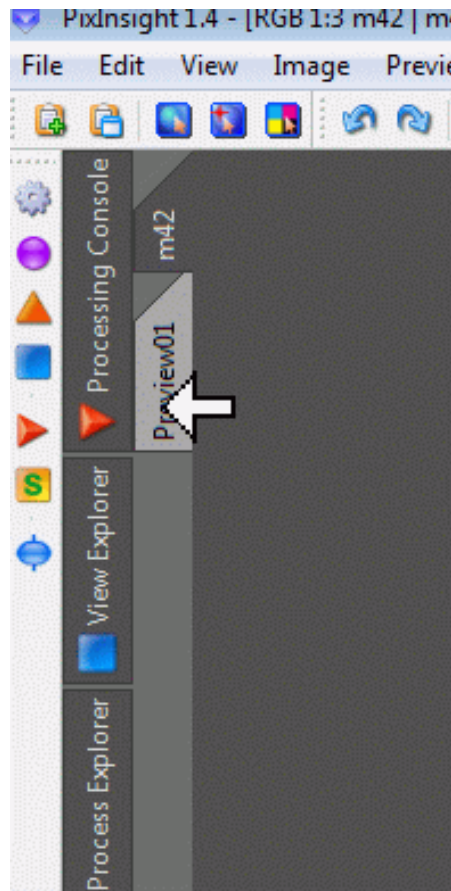 PixInsight 1.4 - [RGB 1:3 m42 | m4
File Edit View Image Previe
Processing Console
m42
Preview01
View Explorer
Process Explorer
S